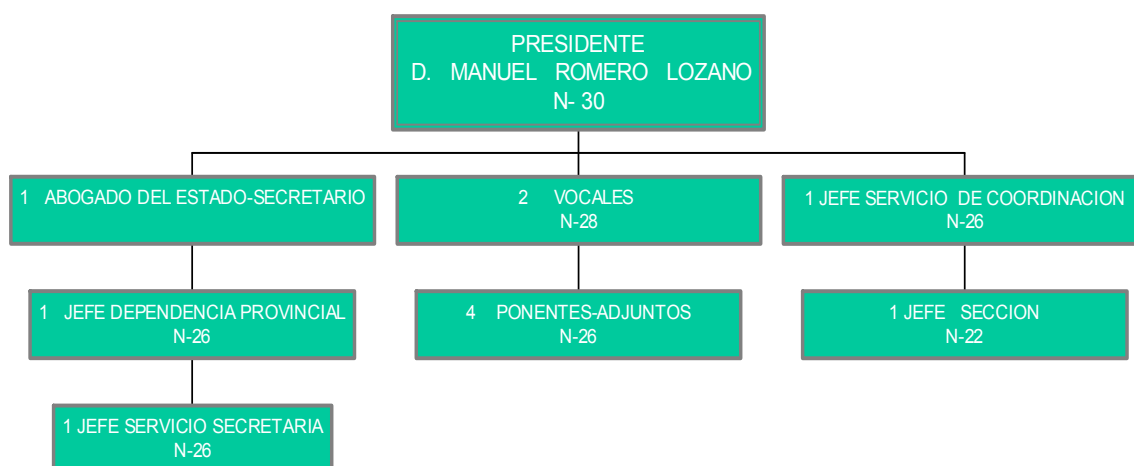 PRESIDENTE
D. MANUEL ROMERO LOZANO
N- 30
1 ABOGADO DEL ESTADO-SECRETARIO
2 VOCALES
N-28
1 JEFE SERVICIO DE COORDINACION
N-26
1 JEFE DEPENDENCIA PROVINCIAL
N-26
4 PONENTES-ADJUNTOS
N-26
1 JEFE SECCION
N-22
1 JEFE SERVICIO SECRETARIA
N-26